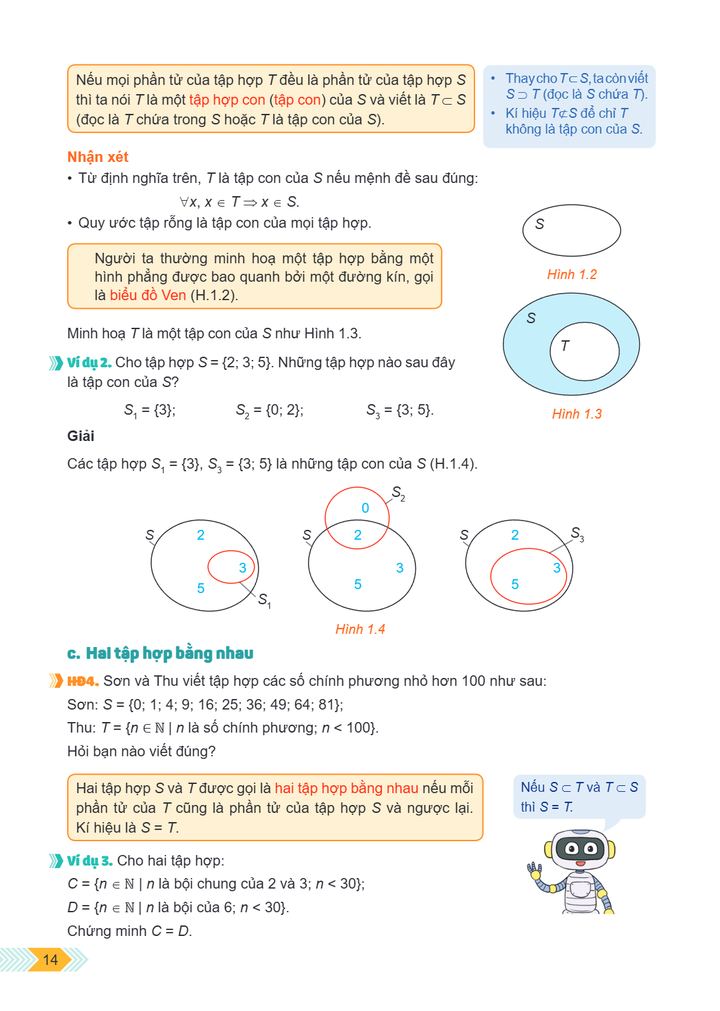 Nếu mọi phần tử của tập hợp T đều là phần tử của tập hợp S
thì ta nói T là một tập hợp con (tập con) của S và viết là T ⊂ S
(đọc là T chứa trong S hoặc T là tập con của S).
• Thay cho T ⊂ S, ta còn viết
S ⊃ T (đọc là S chứa T).
• Kí hiệu T ⊄ S để chỉ T
không là tập con của S.
Nhận xét
• Từ định nghĩa trên, T là tập con của S nếu mệnh đề sau đúng:
∀x, x ∈ T ⇒ x ∈ S.
• Quy ước tập rỗng là tập con của mọi tập hợp.
S
Hình 1.2
Người ta thường minh hoạ một tập hợp bằng một
hình phẳng được bao quanh bởi một đường kín, gọi
là biểu đồ Ven (H.1.2).
S
T
Hình 1.3
Minh hoạ T là một tập con của S như Hình 1.3.
Ví dụ 2. Cho tập hợp S = {2; 3; 5}. Những tập hợp nào sau đây
là tập con của S?
S₁ = {3}; S₂ = {0; 2}; S₃ = {3; 5}.
Giải
Các tập hợp S₁ = {3}, S₃ = {3; 5} là những tập con của S (H.1.4).
S 2 3 5 S₁
S S₂ 0 2 3 5
S 2 S₃ 3 5
Hình 1.4
c. Hai tập hợp bằng nhau
HĐ4. Sơn và Thu viết tập hợp các số chính phương nhỏ hơn 100 như sau:
Sơn: S = {0; 1; 4; 9; 16; 25; 36; 49; 64; 81};
Thu: T = {n ∈ ℕ | n là số chính phương; n < 100}.
Hỏi bạn nào viết đúng?
Hai tập hợp S và T được gọi là hai tập hợp bằng nhau nếu mỗi
phần tử của T cũng là phần tử của tập hợp S và ngược lại.
Kí hiệu là S = T.
Nếu S ⊂ T và T ⊂ S
thì S = T.
Ví dụ 3. Cho hai tập hợp:
C = {n ∈ ℕ | n là bội chung của 2 và 3; n < 30};
D = {n ∈ ℕ | n là bội của 6; n < 30}.
Chứng minh C = D.
14